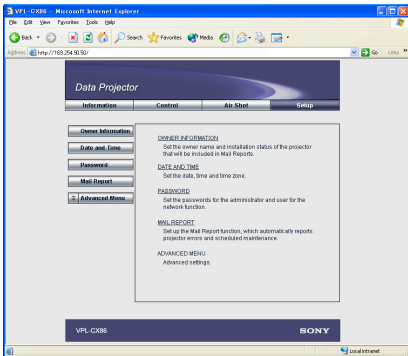 VPL-CX86 - Microsoft Internet Explorer
File Edit View Favorites Tools Help
Back Search Favorites Media
Address http://169.254.50.50/ Go Links »
Data Projector
Information Control Air Shot Setup
Owner Information
Date and Time
Password
Mail Report
Advanced Menu
OWNER INFORMATION
Set the owner name and installation status of the projector
that will be included in Mail Reports.
DATE AND TIME
Set the date, time and time zone.
PASSWORD
Set the passwords for the administrator and user for the
network function.
MAIL REPORT
Set up the Mail Report function, which automatically reports
projector errors and scheduled maintenance.
ADVANCED MENU
Advanced settings.
VPL-CX86 SONY
Local intranet